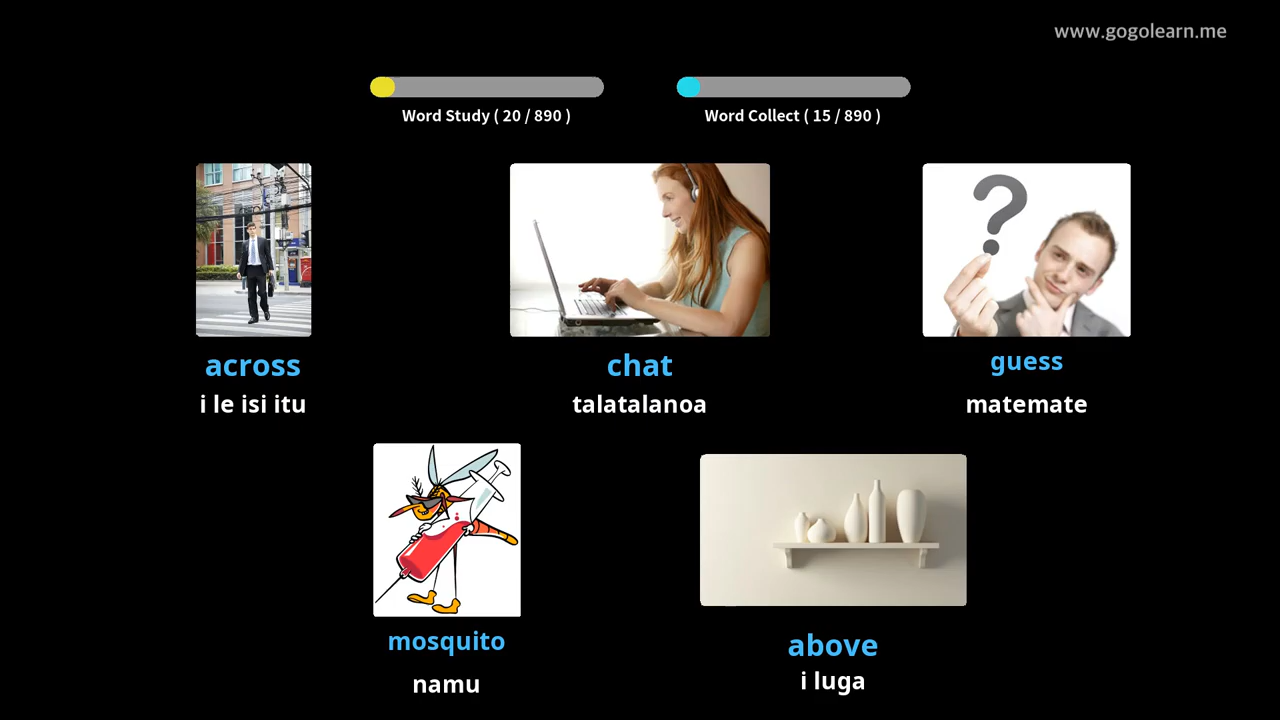 www.gogolearn.me
Word Study ( 20 / 890 )
Word Collect ( 15 / 890 )
across
i le isi itu
chat
talatalanoa
guess
matemate
mosquito
namu
above
i luga